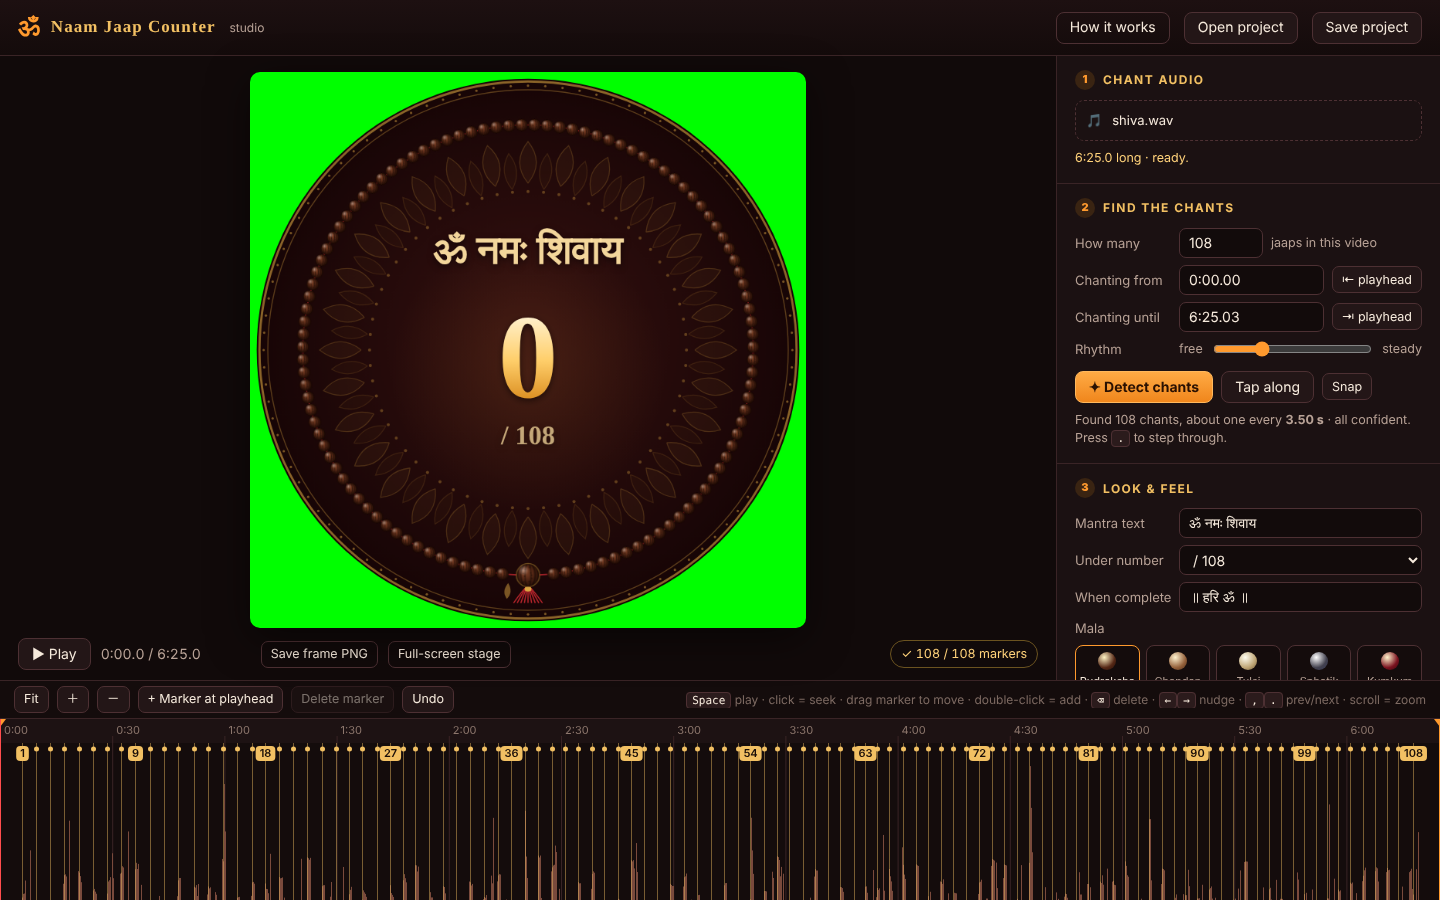 ॐ Naam Jaap Counter studio
How it works
Open project
Save project
ॐ नमः शिवाय
0
/ 108
▶ Play
0:00.0 / 6:25.0
Save frame PNG
Full-screen stage
✓ 108 / 108 markers
1 CHANT AUDIO
🎵 shiva.wav
6:25.0 long · ready.
2 FIND THE CHANTS
How many 108 jaaps in this video
Chanting from 0:00.00 ⇤ playhead
Chanting until 6:25.03 ⇥ playhead
Rhythm free steady
✦ Detect chants Tap along Snap
Found 108 chants, about one every 3.50 s · all confident.
Press . to step through.
3 LOOK & FEEL
Mantra text ॐ नमः शिवाय
Under number / 108
When complete ॥ हरि ॐ ॥
Mala
Fit + − + Marker at playhead Delete marker Undo
Space play · click = seek · drag marker to move · double-click = add · ⌫ delete · ← → nudge · , . prev/next · scroll = zoom
0:00 0:30 1:00 1:30 2:00 2:30 3:00 3:30 4:00 4:30 5:00 5:30 6:00
1 9 18 27 36 45 54 63 72 81 90 99 108